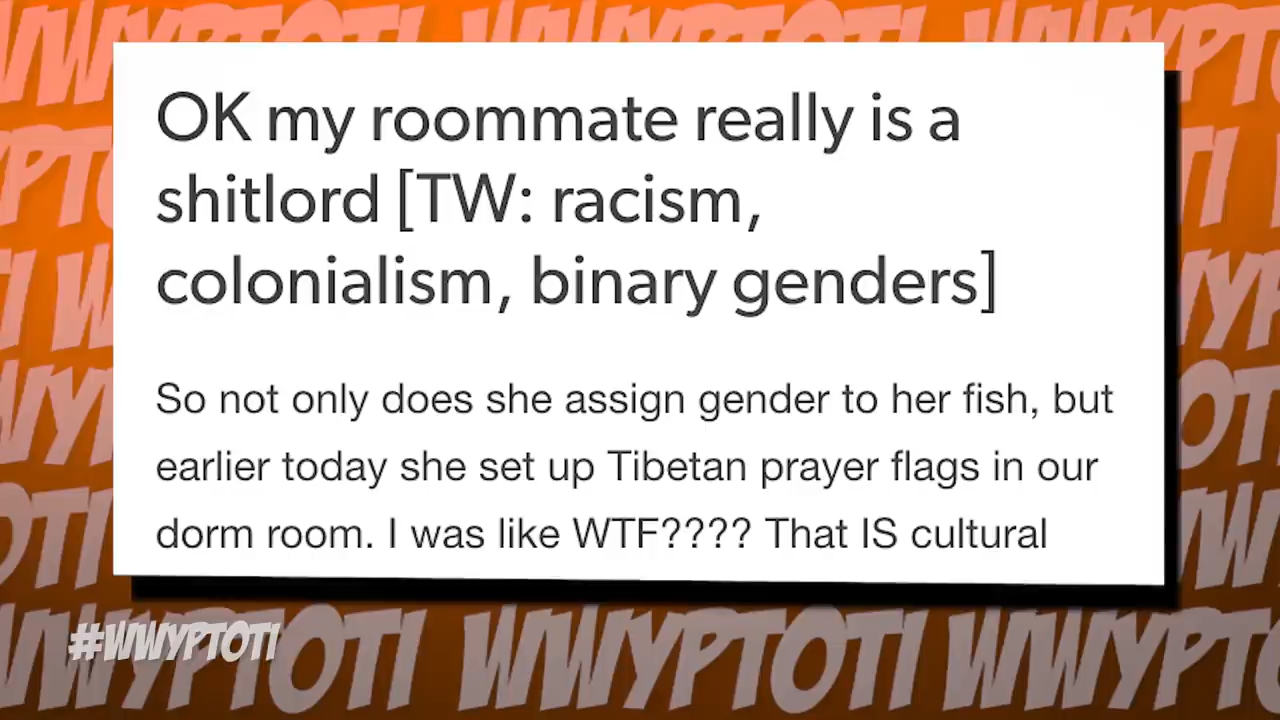 OK my roommate really is a
shitlord [TW: racism,
colonialism, binary genders]
So not only does she assign gender to her fish, but
earlier today she set up Tibetan prayer flags in our
dorm room. I was like WTF???? That IS cultural
#WWYPTOTI
WWYPTOTI WWYPTOTI